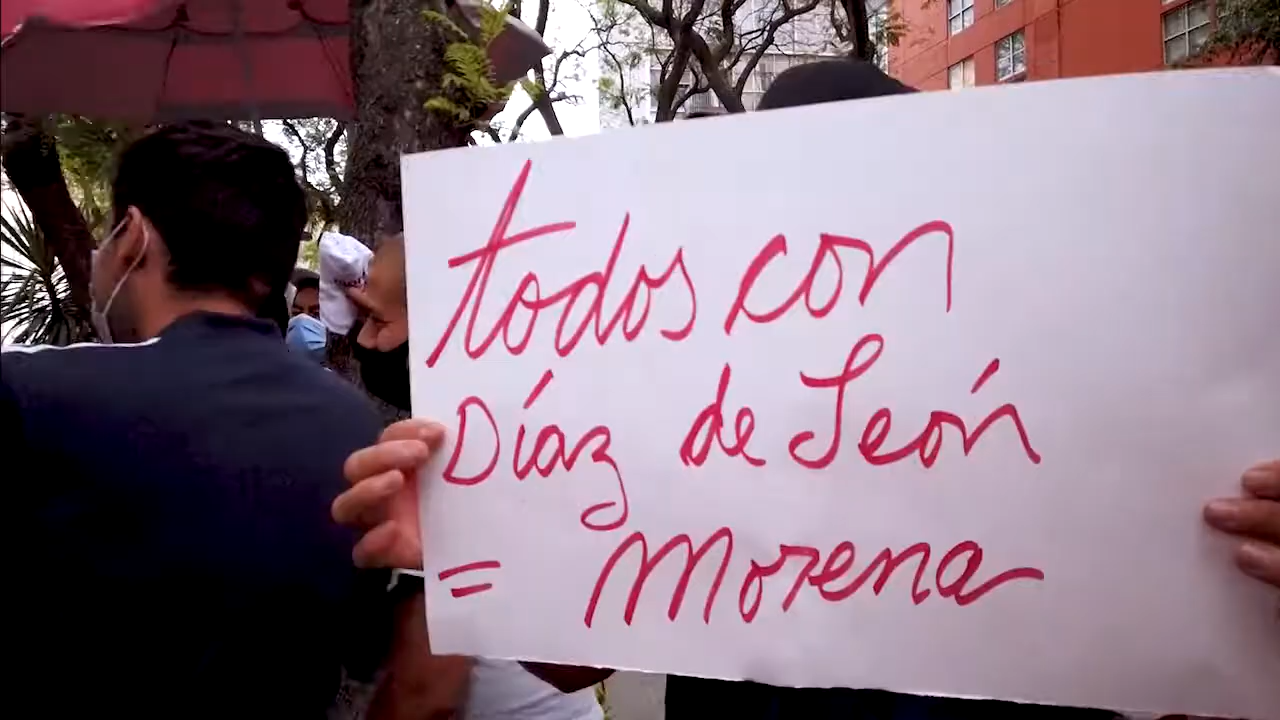 todos con
Díaz de León
= Morena